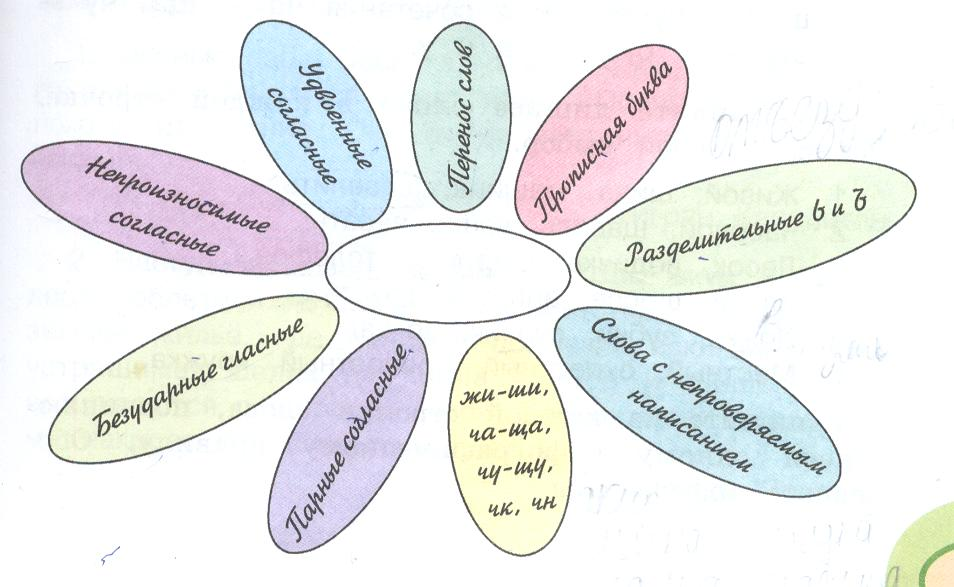 Удвоенные
согласные
Перенос слов
Прописная буква
Непроизносимые
согласные
Разделительные ь и ъ
Безударные гласные
Парные согласные
жи-ши,
ча-ща,
чу-щу,
чк, чн
Слова с непроверяемым
написанием